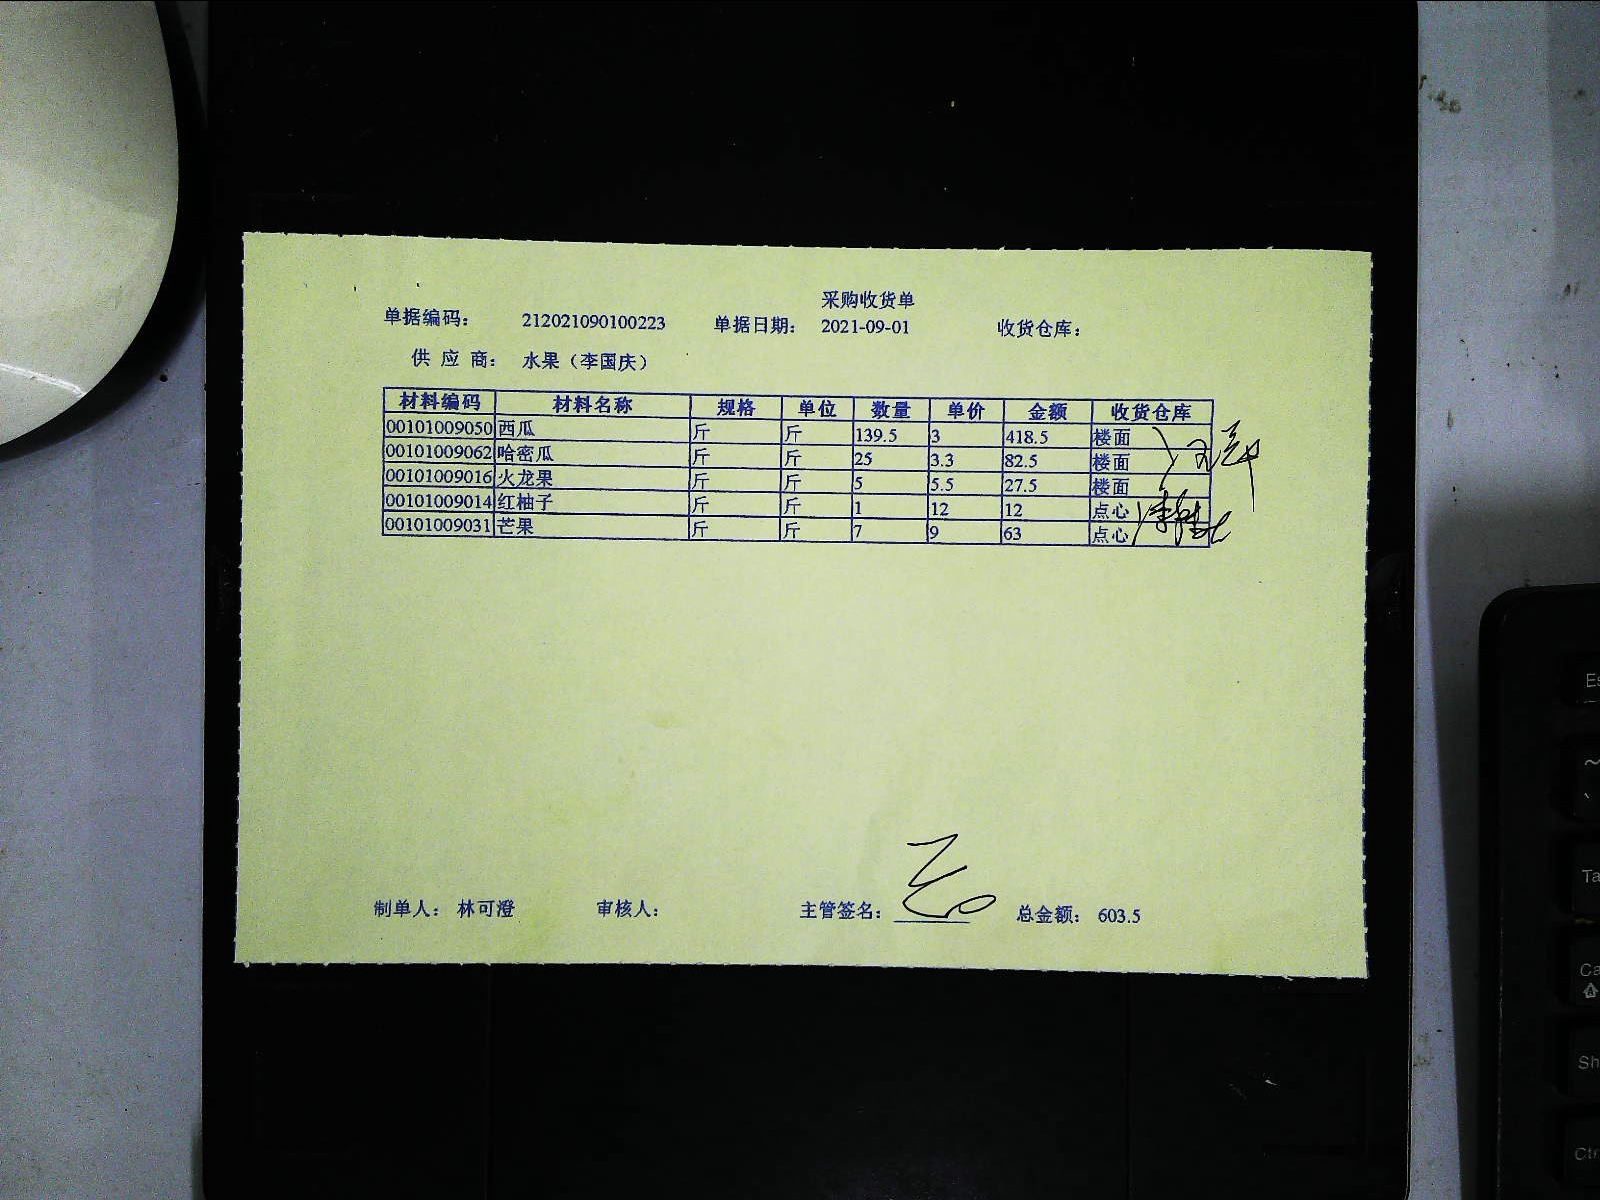 采购收货单
单据编码： 212021090100223 单据日期： 2021-09-01 收货仓库：
供 应 商： 水果（李国庆）
材料编码 材料名称 规格 单位 数量 单价 金额 收货仓库
00101009050 西瓜 斤 斤 139.5 3 418.5 楼面
00101009062 哈密瓜 斤 斤 25 3.3 82.5 楼面
00101009016 火龙果 斤 斤 5 5.5 27.5 楼面
00101009014 红柚子 斤 斤 1 12 12 点心
00101009031 芒果 斤 斤 7 9 63 点心
制单人： 林可澄 审核人： 主管签名： 总金额： 603.5
Es
~
Ta
Ca
Sh
Ctr